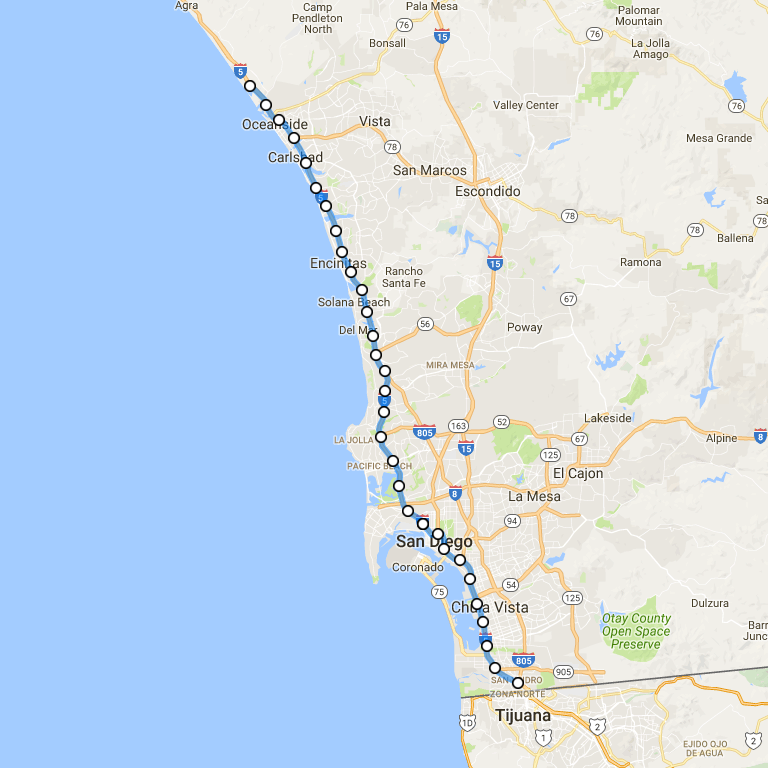 Agra
Camp
Pendleton
North
Pala Mesa
Palomar
Mountain
76
15
76
La Jolla
Amago
Bonsall
5
76
Valley Center
Oceanside
Vista
Mesa Grande
78
Carlsbad
San Marcos
Escondido
5
78
78
78
Ballena
Encinitas
15
Ramona
Rancho
Santa Fe
Solana Beach
67
Del Mar
56
Poway
MIRA MESA
5
Lakeside
LA JOLLA
805
163
52
67
Alpine
8
15
125
PACIFIC BEACH
El Cajon
8
La Mesa
94
San Diego
Coronado
75
54
125
Dulzura
Chula Vista
Otay County
Open Space
Preserve
805
905
ZONA NORTE
Tijuana
1D
1
2
2
EJIDO OJO
DE AGUA